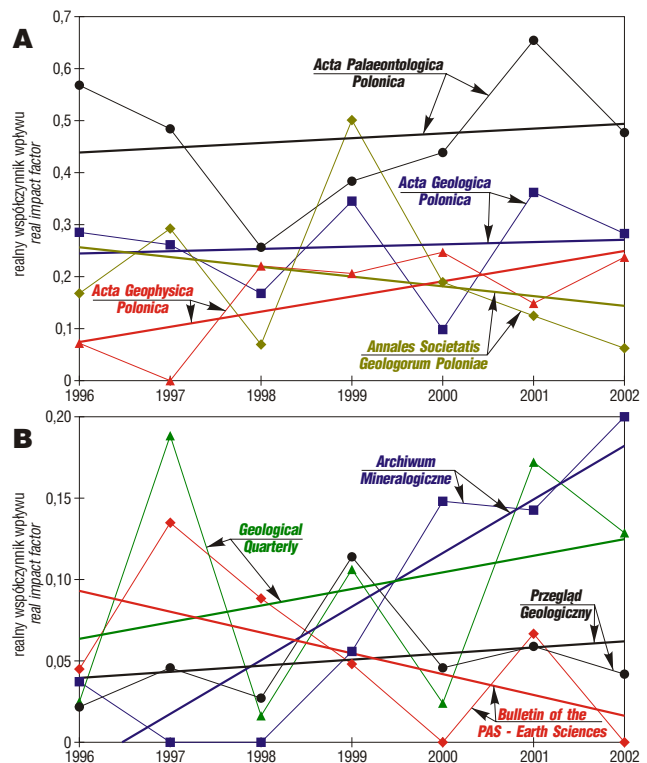 A
realny współczynnik wpływu
real impact factor
0,7
0,6
0,5
0,4
0,3
0,2
0,1
0
Acta Palaeontologica
Polonica
Acta Geologica
Polonica
Acta Geophysica
Polonica
Annales Societatis
Geologorum Poloniae
1996
1997
1998
1999
2000
2001
2002
B
realny współczynnik wpływu
real impact factor
0,20
0,15
0,10
0,05
0
Archiwum
Mineralogiczne
Geological
Quarterly
Przegląd
Geologiczny
Bulletin of the
PAS - Earth Sciences
1996
1997
1998
1999
2000
2001
2002